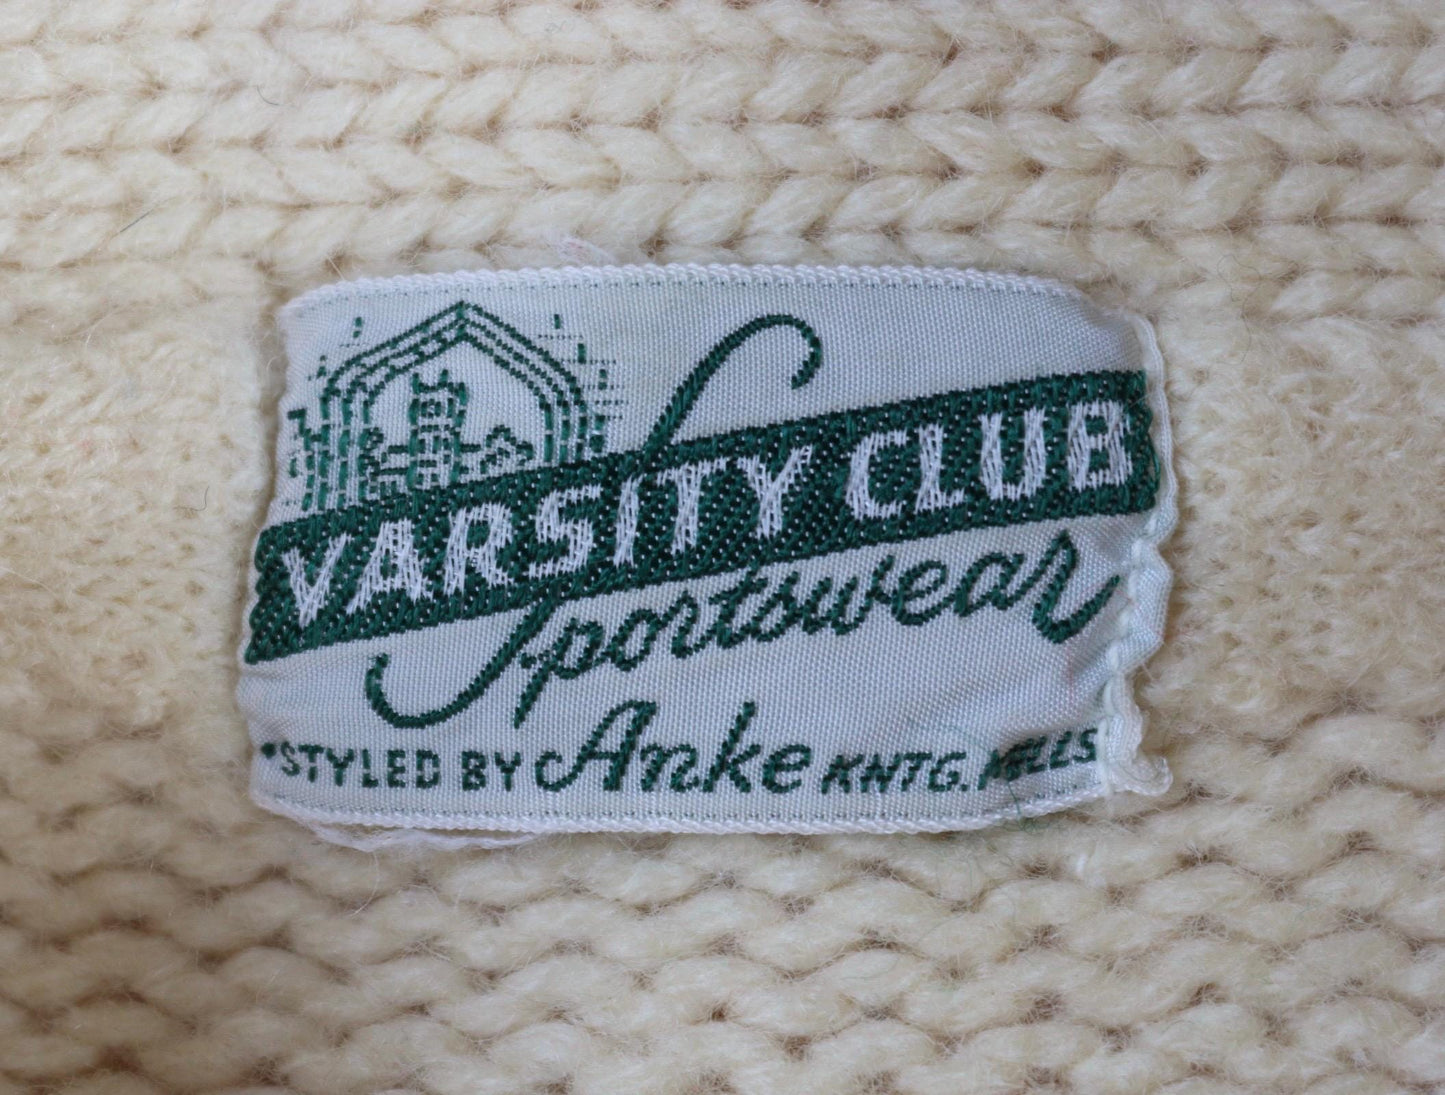 VARSITY CLUB
Sportswear
STYLED BY Anke KNTG. MILLS